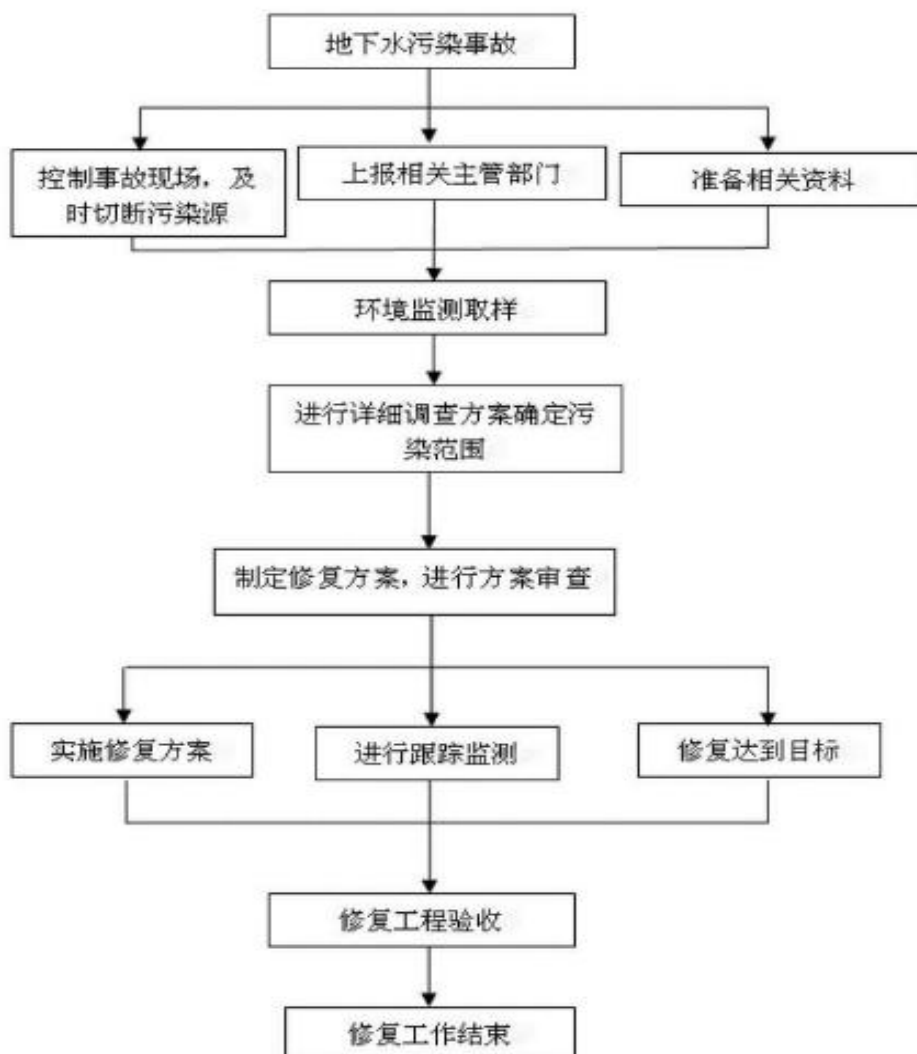 地下水污染事故
控制事故现场，及
时切断污染源
上报相关主管部门
准备相关资料
环境监测取样
进行详细调查方案确定污
染范围
制定修复方案，进行方案审查
实施修复方案
进行跟踪监测
修复达到目标
修复工程验收
修复工作结束